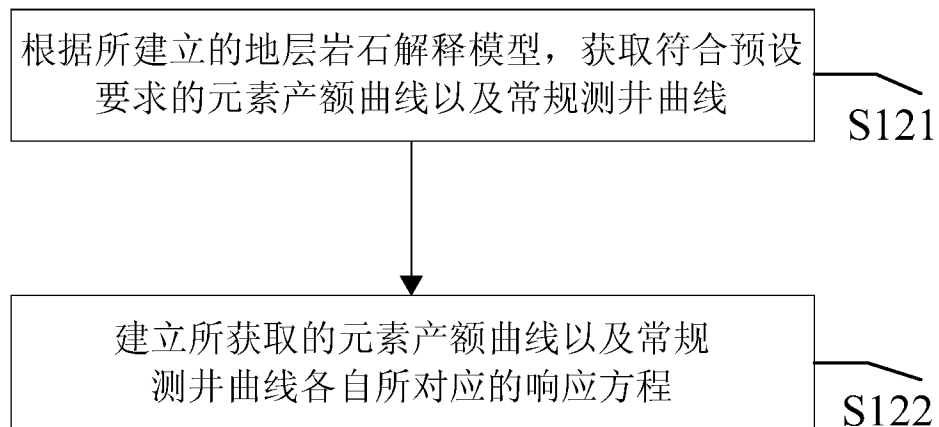 根据所建立的地层岩石解释模型，获取符合预设
要求的元素产额曲线以及常规测井曲线
S121
建立所获取的元素产额曲线以及常规
测井曲线各自所对应的响应方程
S122